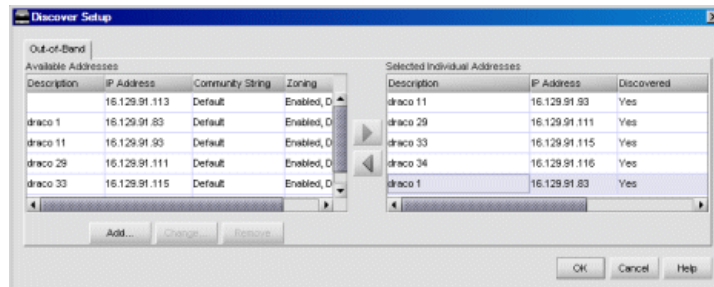 Discover Setup
Out-of-Band
Available Addresses
Description IP Address Community String Zoning
16.129.91.113 Default Enabled, D
draco 1 16.129.91.83 Default Enabled, D
draco 11 16.129.91.93 Default Enabled, D
draco 29 16.129.91.111 Default Enabled, D
draco 33 16.129.91.115 Default Enabled, D
Add... Change... Remove
Selected Individual Addresses
Description IP Address Discovered
draco 11 16.129.91.93 Yes
draco 29 16.129.91.111 Yes
draco 33 16.129.91.115 Yes
draco 34 16.129.91.116 Yes
draco 1 16.129.91.83 Yes
OK Cancel Help